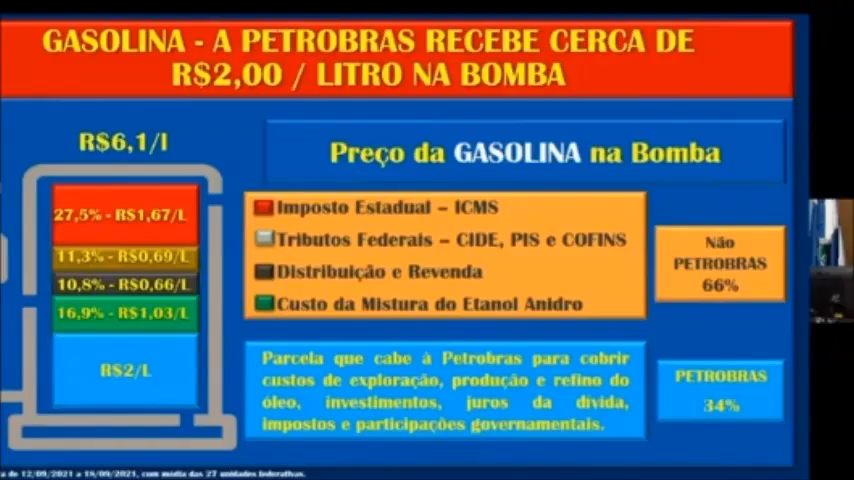 GASOLINA - A PETROBRAS RECEBE CERCA DE
R$2,00 / LITRO NA BOMBA
R$6,1/l
Preço da GASOLINA na Bomba
27,5% - R$1,67/L
11,3% - R$0,69/L
10,8% - R$0,66/L
16,9% - R$1,03/L
R$2/L
Imposto Estadual – ICMS
Tributos Federais – CIDE, PIS e COFINS
Distribuição e Revenda
Custo da Mistura do Etanol Anidro
Não
PETROBRAS
66%
Parcela que cabe à Petrobras para cobrir
custos de exploração, produção e refino do
óleo, investimentos, juros da dívida,
impostos e participações governamentais.
PETROBRAS
34%
de 12/09/2021 a 18/09/2021, com média das 27 unidades federativas.